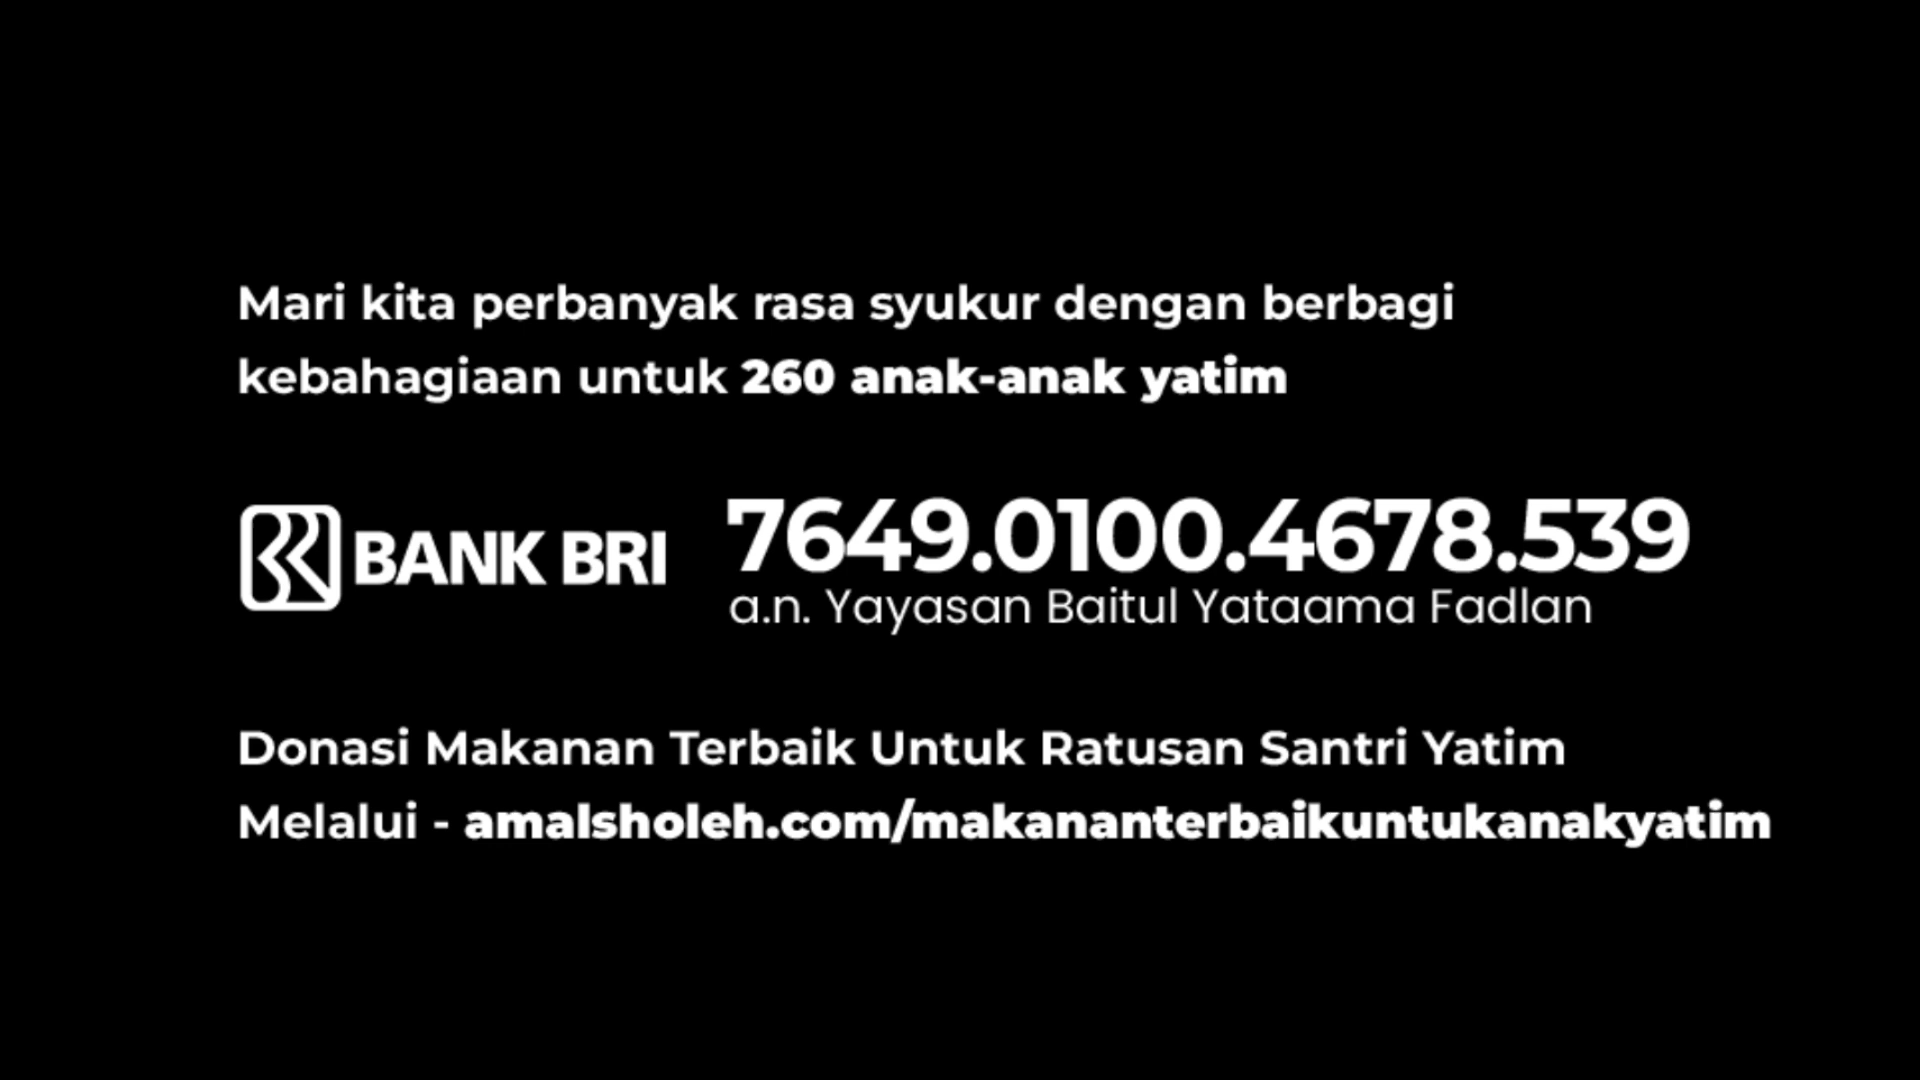 Mari kita perbanyak rasa syukur dengan berbagi
kebahagiaan untuk 260 anak-anak yatim
BANK BRI
7649.0100.4678.539
a.n. Yayasan Baitul Yataama Fadlan
Donasi Makanan Terbaik Untuk Ratusan Santri Yatim
Melalui - amalsholeh.com/makananterbaikuntukanakyatim